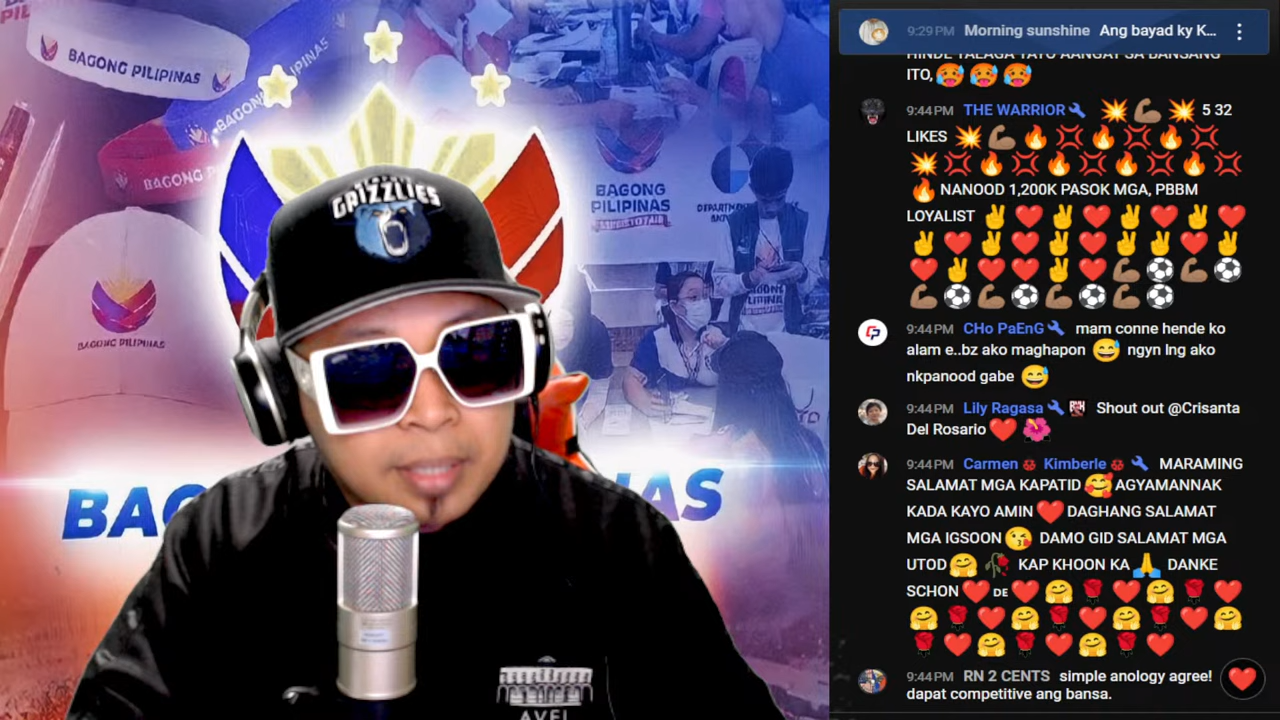 BAGONG PILIPINAS
BAGONG PILIPINAS
BAGONG
BAGONG PILIPINAS
GRIZZLIES
BAGONG
PILIPINAS
AVEL
9:29 PM Morning sunshine Ang bayad ky K...
HINDE TALAGA TAYO AANGAT SA BANSANG
ITO, 🥵 🥵 🥵
9:44 PM THE WARRIOR 🔧 💥 💪🏽 💥 5 32
LIKES 💥 💪🏽 🔥 💢 🔥 💢 🔥 💢
💥 💢 🔥 💢 🔥 💢 🔥 💢 🔥 💢
🔥 NANOOD 1,200K PASOK MGA, PBBM
LOYALIST ✌️ ❤️ ✌️ ❤️ ✌️ ❤️ ✌️ ❤️
✌️ ❤️ ✌️ ❤️ ✌️ ❤️ ✌️ ✌️ ❤️ ✌️
❤️ ✌️ ❤️ ❤️ ✌️ ❤️ 💪🏽 ⚽ 💪🏽 ⚽
💪🏽 ⚽ 💪🏽 ⚽ 💪🏽 ⚽ 💪🏽 ⚽
9:44 PM CHo PaEnG 🔧 mam conne hende ko
alam e..bz ako maghapon 😅 ngyn lng ako
nkpanood gabe 😅
9:44 PM Lily Ragasa 🔧 Shout out @Crisanta
Del Rosario ❤️ 🌺
9:44 PM Carmen 🐞 Kimberle 🐞 🔧 MARAMING
SALAMAT MGA KAPATID 🥰 AGYAMANNAK
KADA KAYO AMIN ❤️ DAGHANG SALAMAT
MGA IGSOON 😘 DAMO GID SALAMAT MGA
UTOD 🤗 🥀 KAP KHOON KA 🙏 DANKE
SCHON ❤️ ᴅᴇ ❤️ 🤗 🌹 ❤️ 🤗 🌹 ❤️
🤗 🌹 ❤️ 🤗 🌹 ❤️ 🤗 🌹 ❤️ 🤗
🌹 ❤️ 🤗 🌹 ❤️ 🤗 🌹 ❤️
9:44 PM RN 2 CENTS simple anology agree!
dapat competitive ang bansa.